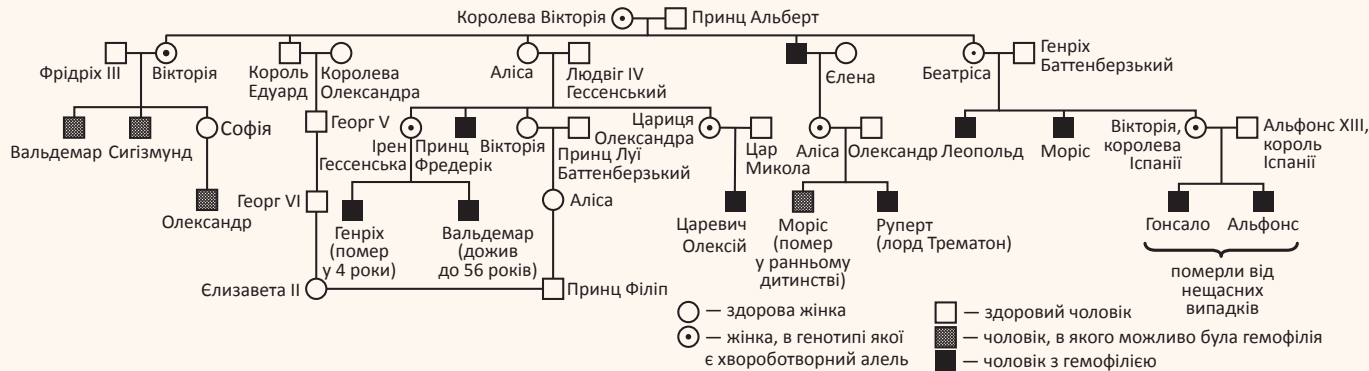 Королева Вікторія
Принц Альберт
Фрідріх III
Вікторія
Король
Едуард
Королева
Олександра
Аліса
Людвіг IV
Гессенський
Єлена
Беатріса
Генріх
Баттенберзький
Вальдемар
Сигізмунд
Софія
Георг V
Ірен
Гессенська
Принц
Фредерік
Вікторія
Принц Луї
Баттенберзький
Цариця
Олександра
Цар
Микола
Аліса
Олександр
Леопольд
Моріс
Вікторія,
королева
Іспанії
Альфонс XIII,
король
Іспанії
Олександр
Георг VI
Генріх
(помер
у 4 роки)
Вальдемар
(дожив
до 56 років)
Аліса
Царевич
Олексій
Моріс
(помер
у ранньому
дитинстві)
Руперт
(лорд Трематон)
Гонсало
Альфонс
померли від
нещасних
випадків
Єлизавета II
Принц Філіп
— здорова жінка
— жінка, в генотипі якої
є хвороботворний алель
— здоровий чоловік
— чоловік, в якого можливо була гемофілія
— чоловік з гемофілією